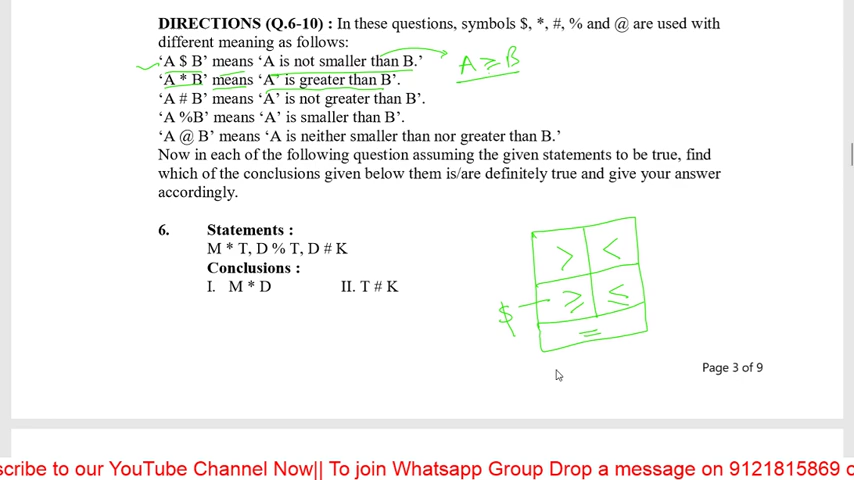 DIRECTIONS (Q.6-10) : In these questions, symbols $, *, #, % and @ are used with
different meaning as follows:
‘A $ B’ means ‘A is not smaller than B.’
A ⩾ B
‘A * B’ means ‘A’ is greater than B’.
‘A # B’ means ‘A’ is not greater than B’.
‘A %B’ means ‘A’ is smaller than B’.
‘A @ B’ means ‘A is neither smaller than nor greater than B.’
Now in each of the following question assuming the given statements to be true, find
which of the conclusions given below them is/are definitely true and give your answer
accordingly.
6. Statements :
M * T, D % T, D # K
Conclusions :
I. M * D II. T # K
> <
$ ⩾ ⩽
=
Page 3 of 9
scribe to our YouTube Channel Now|| To join Whatsapp Group Drop a message on 9121815869